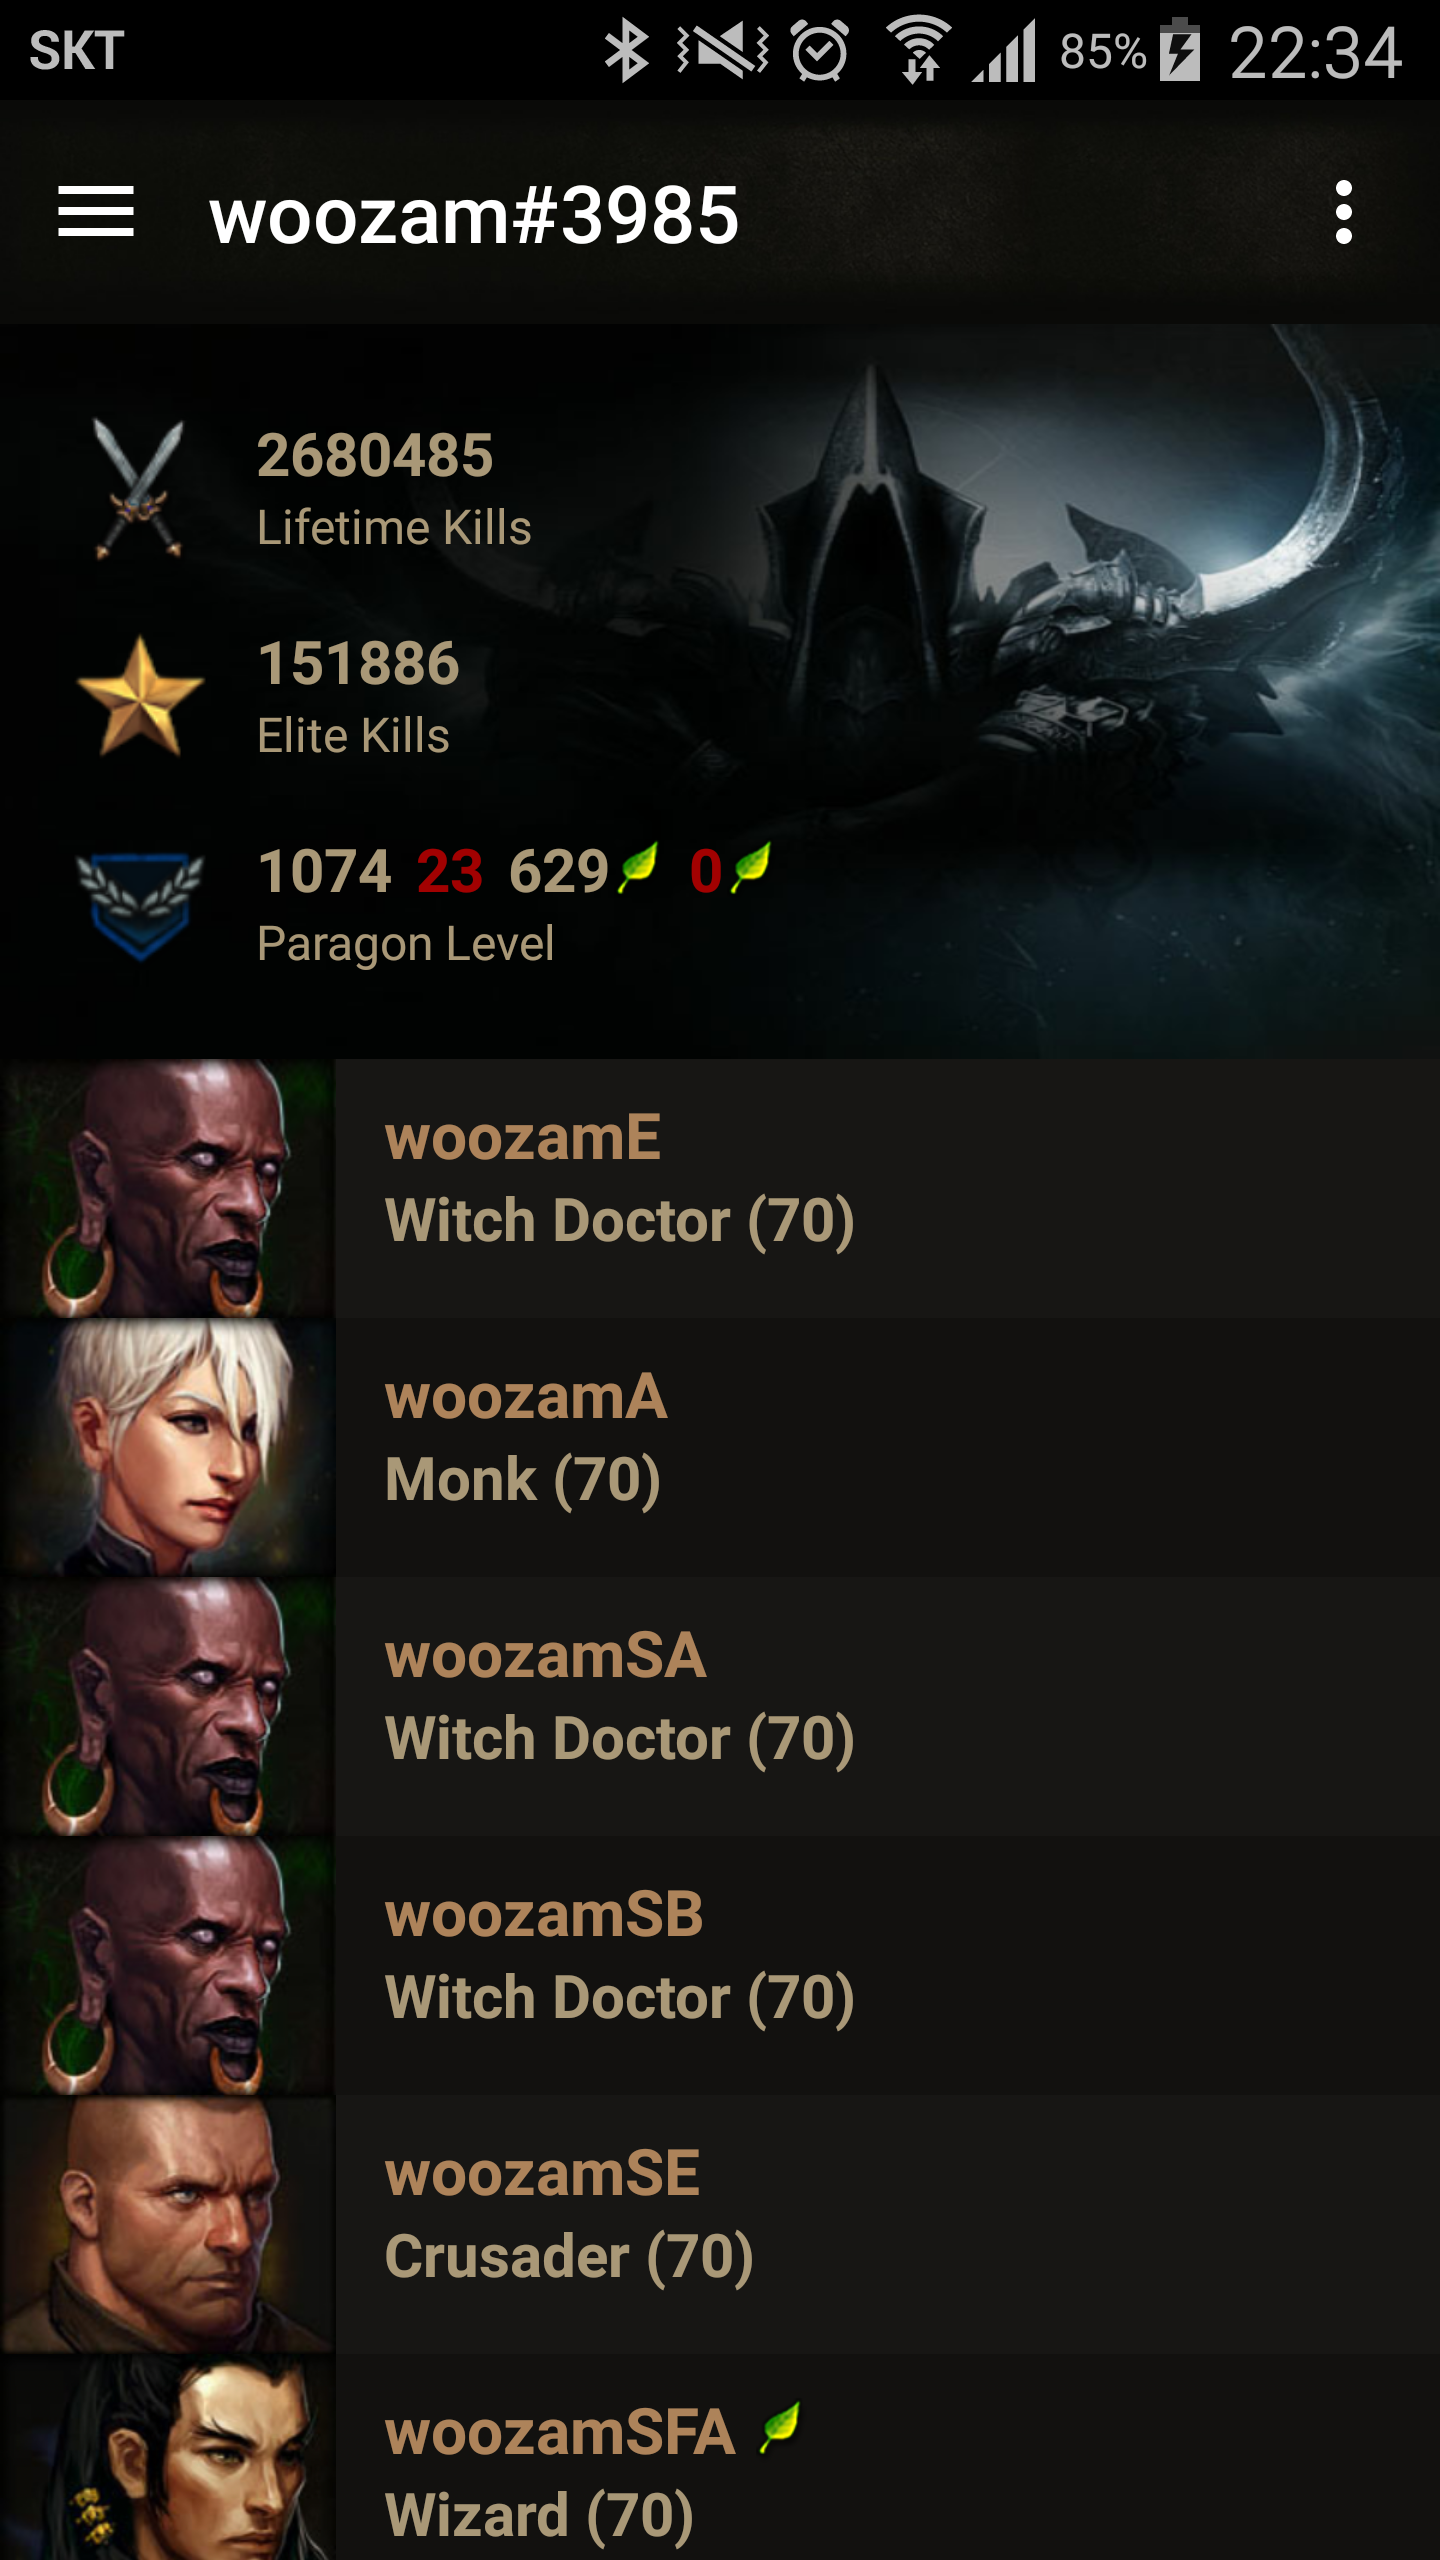 SKT 85% 22:34
woozam#3985
2680485
Lifetime Kills
151886
Elite Kills
1074 23 629 0
Paragon Level
woozamE
Witch Doctor (70)
woozamA
Monk (70)
woozamSA
Witch Doctor (70)
woozamSB
Witch Doctor (70)
woozamSE
Crusader (70)
woozamSFA
Wizard (70)